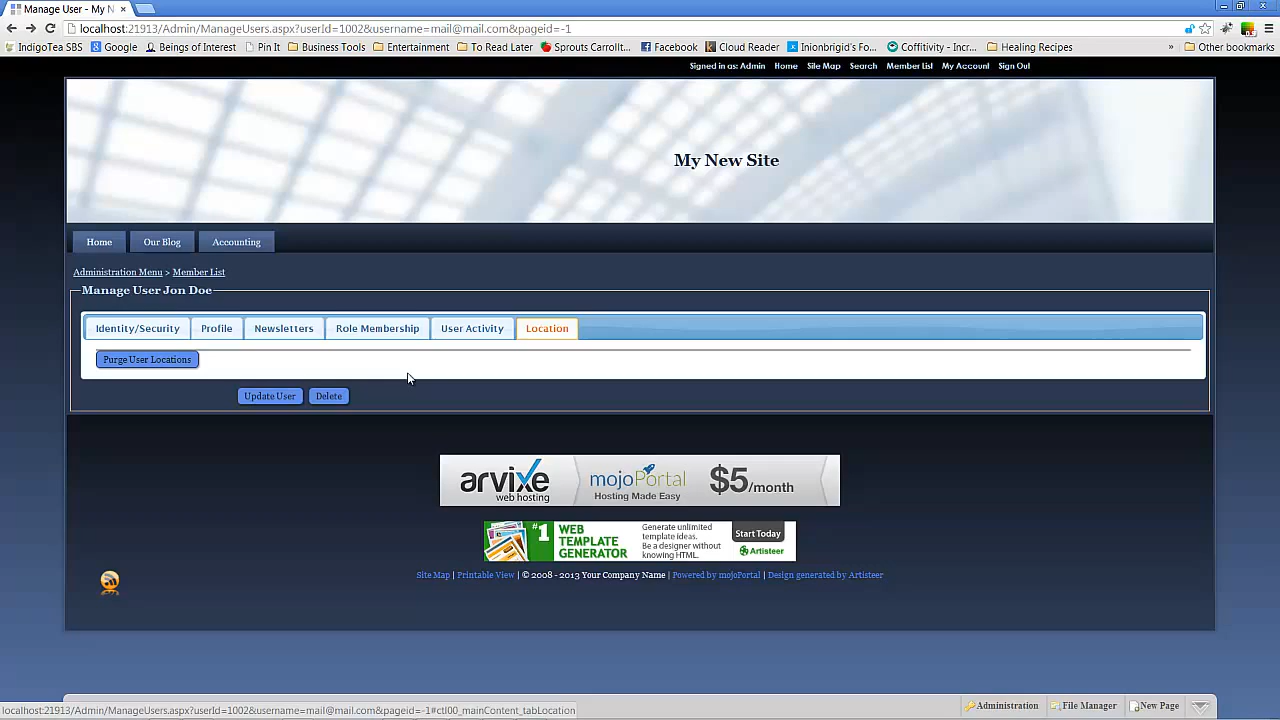 Manage User - My N
localhost:21913/Admin/ManageUsers.aspx?userId=1002&username=mail@mail.com&pageid=-1
IndigoTea SBS Google Beings of Interest Pin It Business Tools Entertainment To Read Later Sprouts Carrollt... Facebook Cloud Reader Inionbrigid's Fo... Coffitivity - Incr... Healing Recipes » Other bookmarks
Signed in as: Admin Home Site Map Search Member List My Account Sign Out
My New Site
Home Our Blog Accounting
Administration Menu > Member List
Manage User Jon Doe
Identity/Security Profile Newsletters Role Membership User Activity Location
Purge User Locations
Update User Delete
arvixe web hosting mojoPortal Hosting Made Easy $5/month
#1 WEB TEMPLATE GENERATOR Generate unlimited template ideas. Be a designer without knowing HTML. Start Today Artisteer
Site Map | Printable View | © 2008 - 2013 Your Company Name | Powered by mojoPortal | Design generated by Artisteer
localhost:21913/Admin/ManageUsers.aspx?userId=1002&username=mail@mail.com&pageid=-1#ctl00_mainContent_tabLocation
Administration File Manager New Page